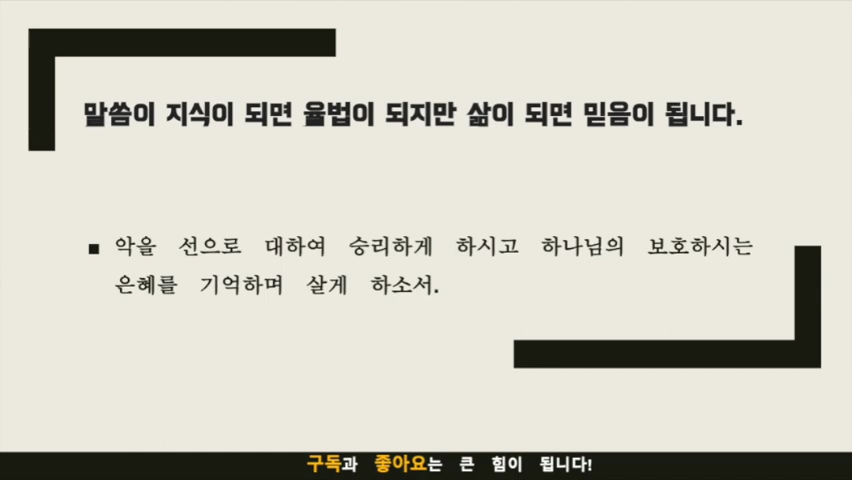 말씀이 지식이 되면 율법이 되지만 삶이 되면 믿음이 됩니다.
■ 악을 선으로 대하여 승리하게 하시고 하나님의 보호하시는
은혜를 기억하며 살게 하소서.
구독과 좋아요는 큰 힘이 됩니다!